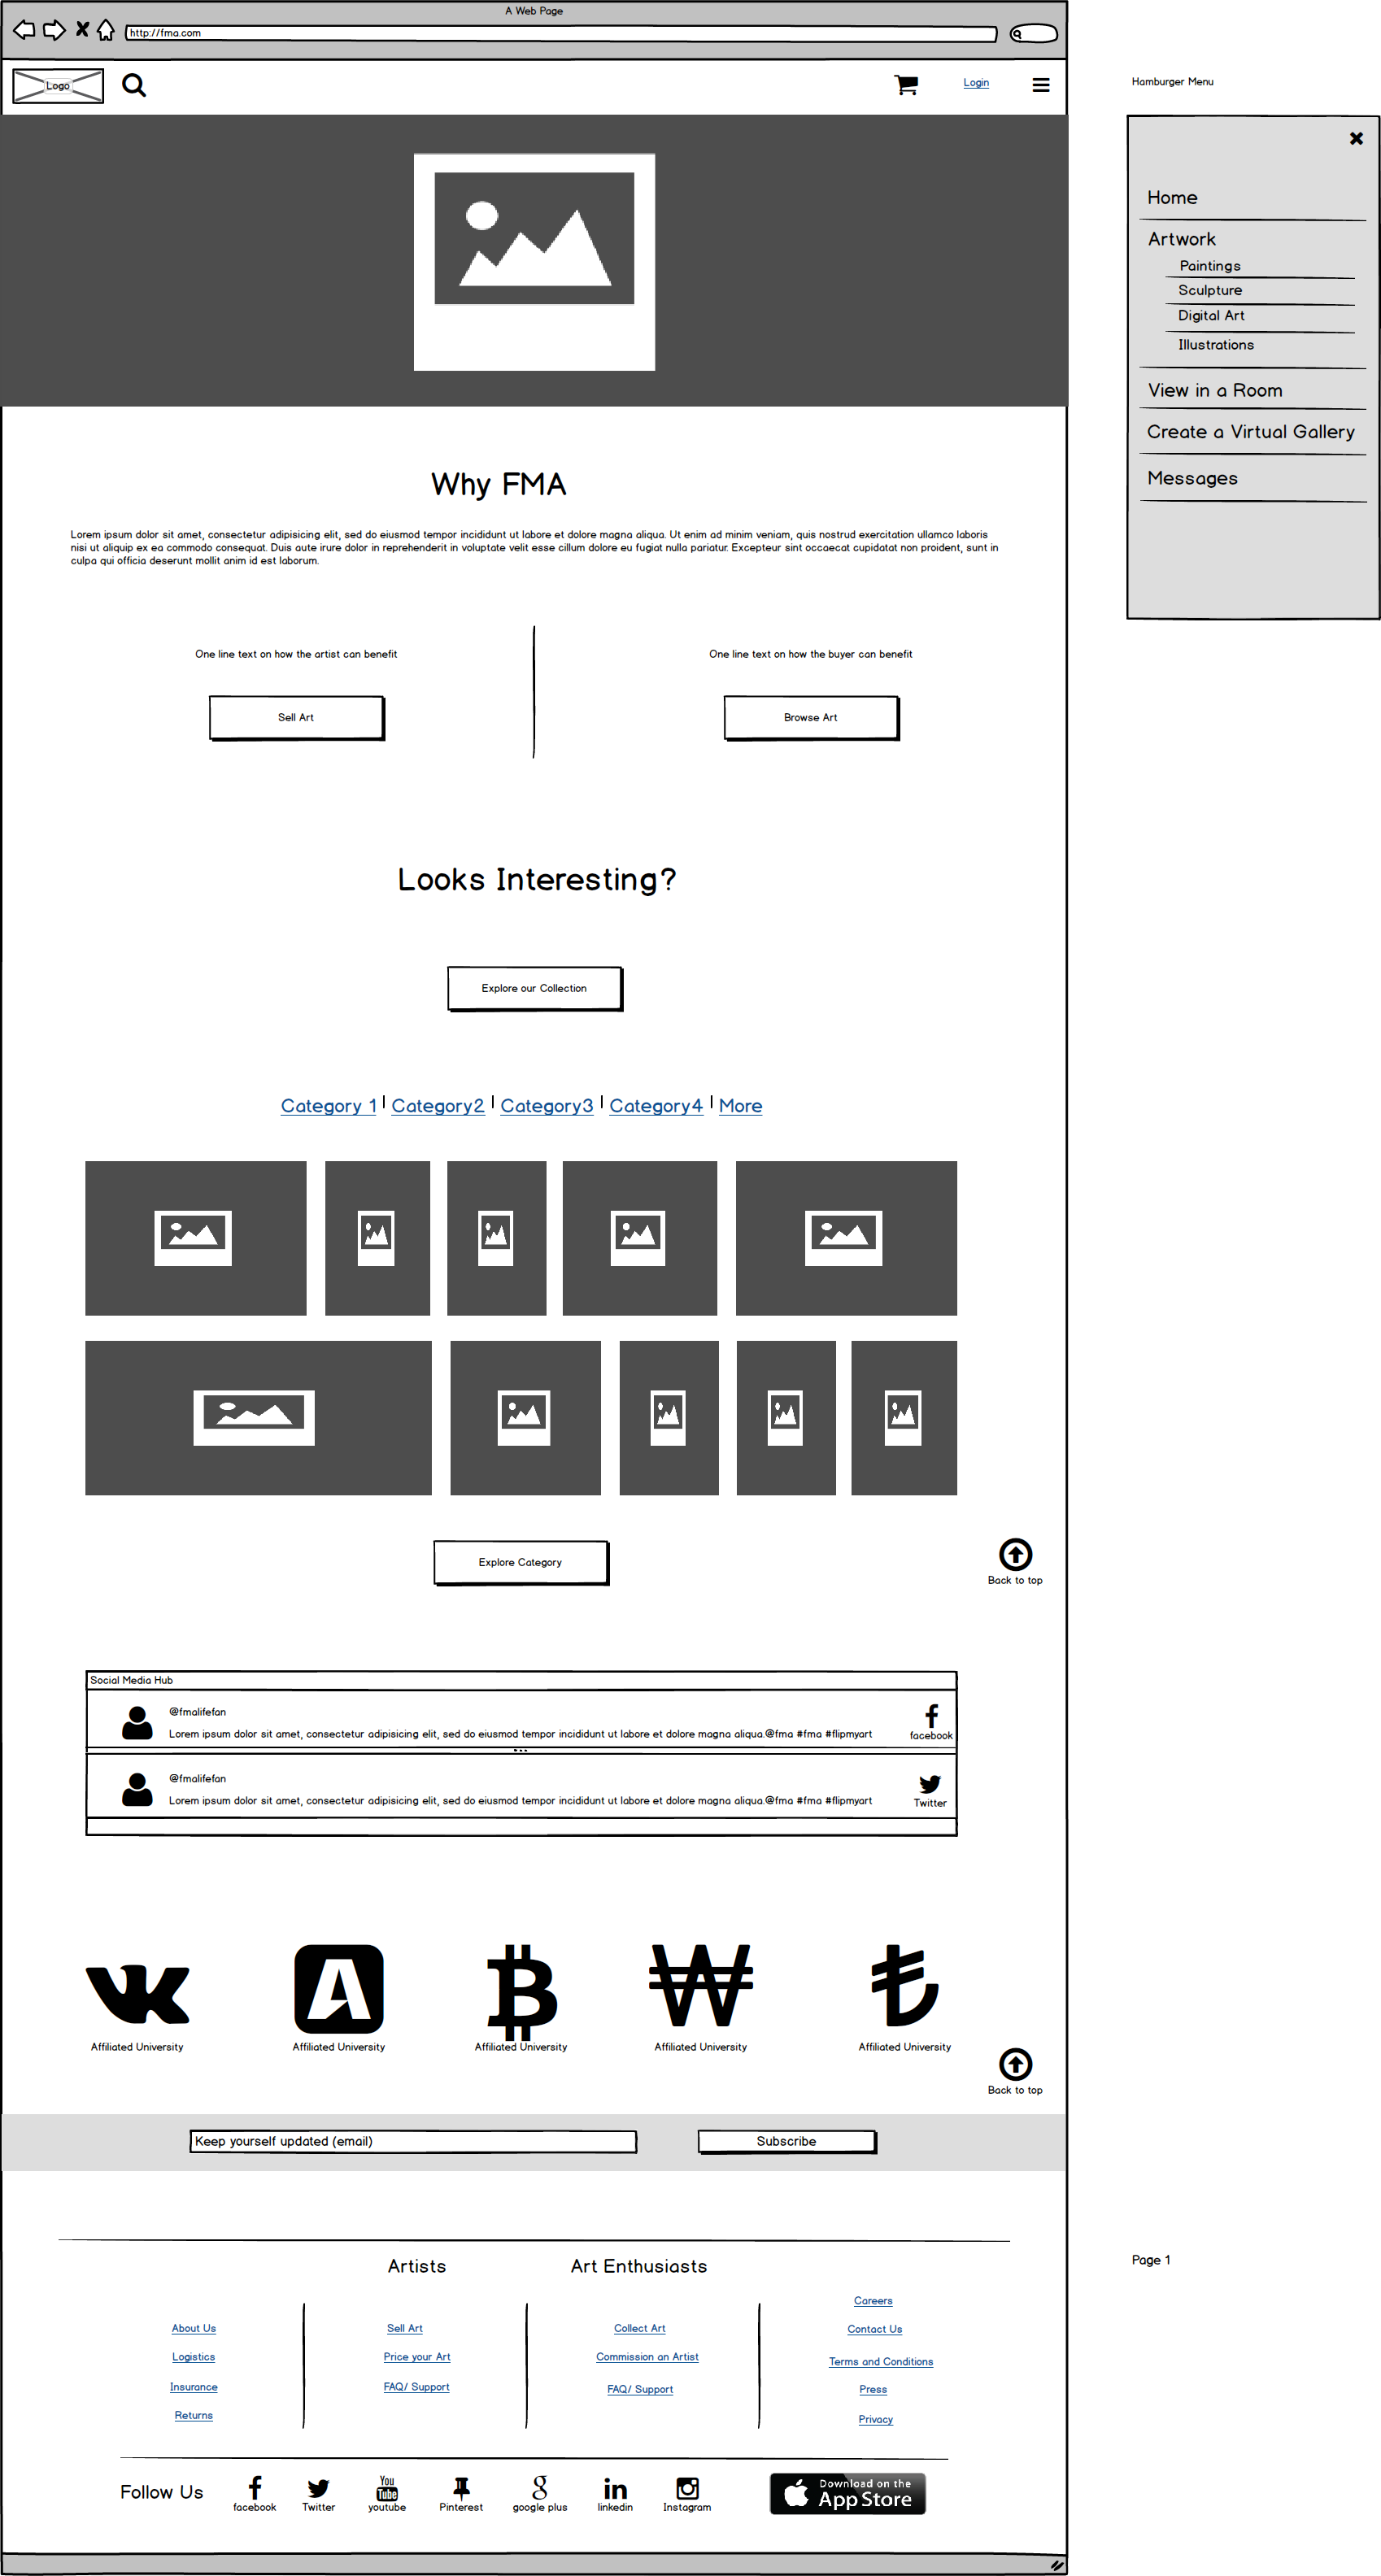 A Web Page
http://fma.com
Logo
Login
Hamburger Menu
Home
Artwork
Paintings
Sculpture
Digital Art
Illustrations
View in a Room
Create a Virtual Gallery
Messages
Why FMA
Lorem ipsum dolor sit amet, consectetur adipisicing elit, sed do eiusmod tempor incididunt ut labore et dolore magna aliqua. Ut enim ad minim veniam, quis nostrud exercitation ullamco laboris
nisi ut aliquip ex ea commodo consequat. Duis aute irure dolor in reprehenderit in voluptate velit esse cillum dolore eu fugiat nulla pariatur. Excepteur sint occaecat cupidatat non proident, sunt in
culpa qui officia deserunt mollit anim id est laborum.
One line text on how the artist can benefit
One line text on how the buyer can benefit
Sell Art
Browse Art
Looks Interesting?
Explore our Collection
Category 1 | Category2 | Category3 | Category4 | More
Explore Category
Back to top
Social Media Hub
@fmalifefan
Lorem ipsum dolor sit amet, consectetur adipisicing elit, sed do eiusmod tempor incididunt ut labore et dolore magna aliqua.@fma #fma #flipmyart
facebook
@fmalifefan
Lorem ipsum dolor sit amet, consectetur adipisicing elit, sed do eiusmod tempor incididunt ut labore et dolore magna aliqua.@fma #fma #flipmyart
Twitter
Affiliated University
Affiliated University
Affiliated University
Affiliated University
Affiliated University
Back to top
Keep yourself updated (email)
Subscribe
Page 1
Artists
Art Enthusiasts
About Us
Logistics
Insurance
Returns
Sell Art
Price your Art
FAQ/ Support
Collect Art
Commission an Artist
FAQ/ Support
Careers
Contact Us
Terms and Conditions
Press
Privacy
Follow Us
facebook
Twitter
You
Tube
youtube
Pinterest
google plus
linkedin
Instagram
Download on the
App Store